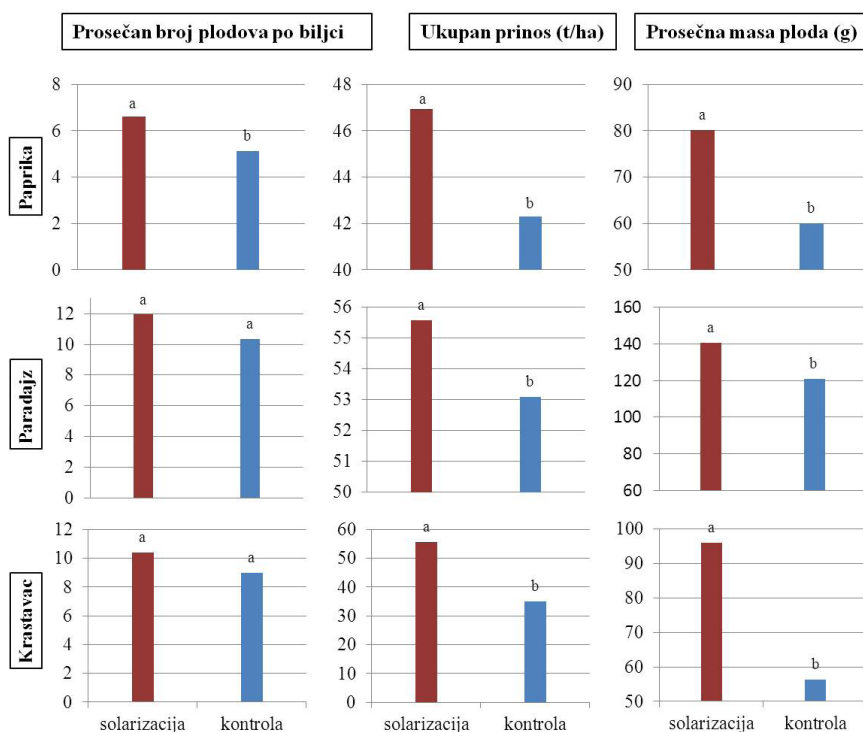 Prosečan broj plodova po biljci
Ukupan prinos (t/ha)
Prosečna masa ploda (g)
Paprika
8
6
4
2
0
a
b
48
46
44
42
40
a
b
90
80
70
60
50
a
b
Paradajz
12
10
8
6
4
2
0
a
a
56
55
53
53
52
51
50
a
b
160
140
120
100
80
60
a
b
Krastavac
12
10
8
6
4
2
0
a
a
solarizacija kontrola
60
50
40
30
20
10
0
a
b
solarizacija kontrola
100
90
80
70
60
50
a
b
solarizacija kontrola